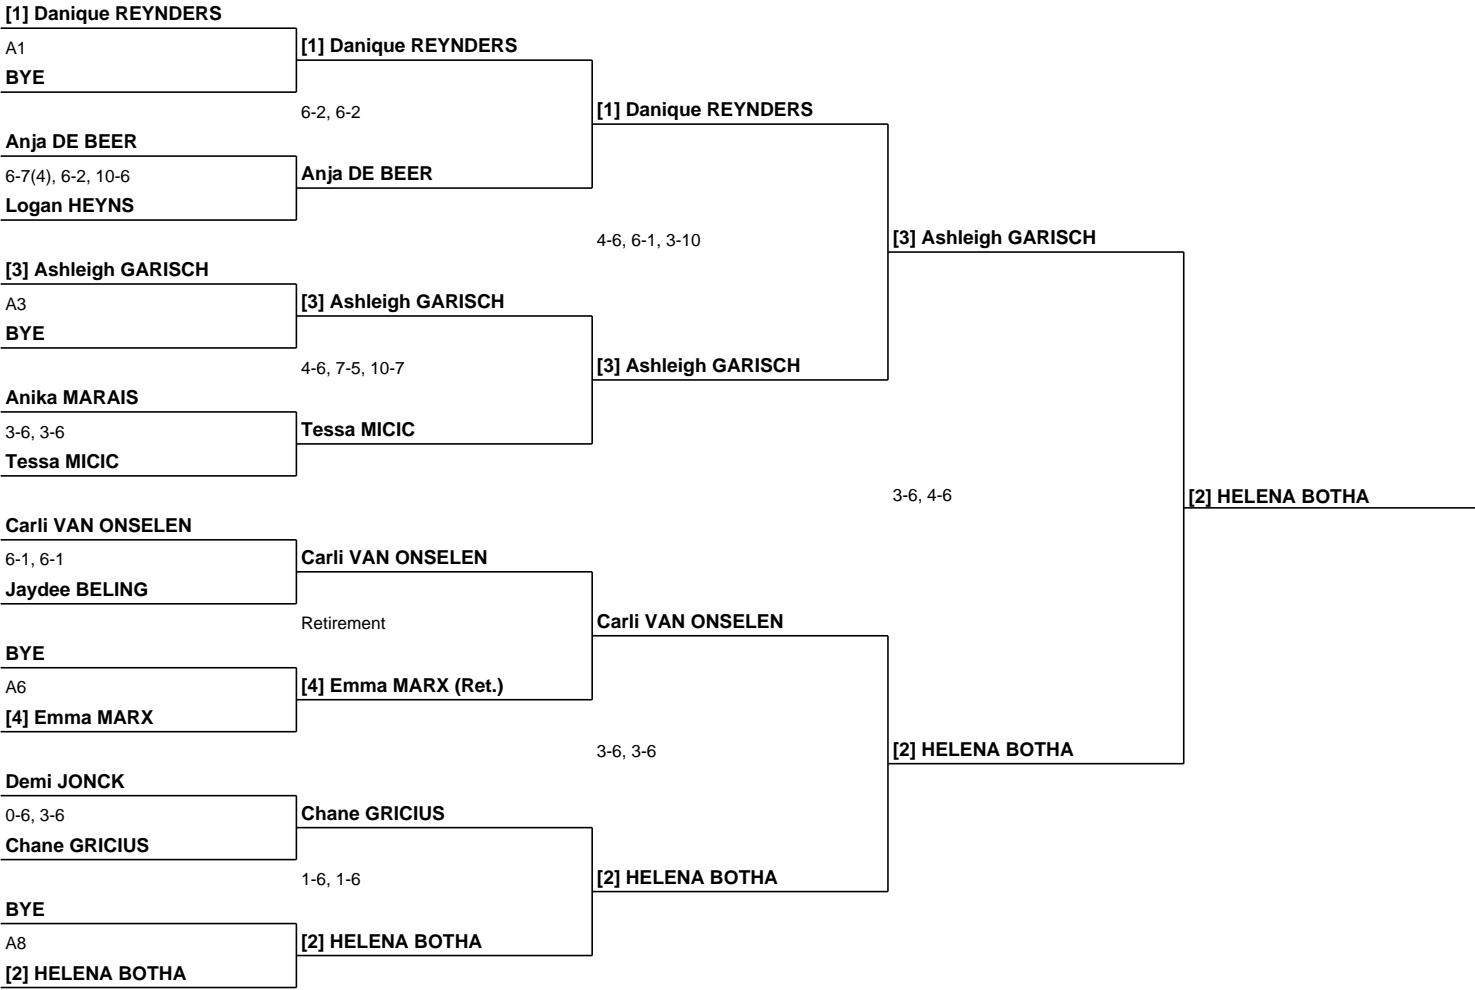 [1] Danique REYNDERS
A1
BYE
Anja DE BEER
6-7(4), 6-2, 10-6
Logan HEYNS
[3] Ashleigh GARISCH
A3
BYE
Anika MARAIS
3-6, 3-6
Tessa MICIC
Carli VAN ONSELEN
6-1, 6-1
Jaydee BELING
BYE
A6
[4] Emma MARX
Demi JONCK
0-6, 3-6
Chane GRICIUS
BYE
A8
[2] HELENA BOTHA
[1] Danique REYNDERS
6-2, 6-2
Anja DE BEER
[3] Ashleigh GARISCH
4-6, 7-5, 10-7
Tessa MICIC
Carli VAN ONSELEN
Retirement
[4] Emma MARX (Ret.)
Chane GRICIUS
1-6, 1-6
[2] HELENA BOTHA
[1] Danique REYNDERS
4-6, 6-1, 3-10
[3] Ashleigh GARISCH
Carli VAN ONSELEN
3-6, 3-6
[2] HELENA BOTHA
[3] Ashleigh GARISCH
3-6, 4-6
[2] HELENA BOTHA
[2] HELENA BOTHA